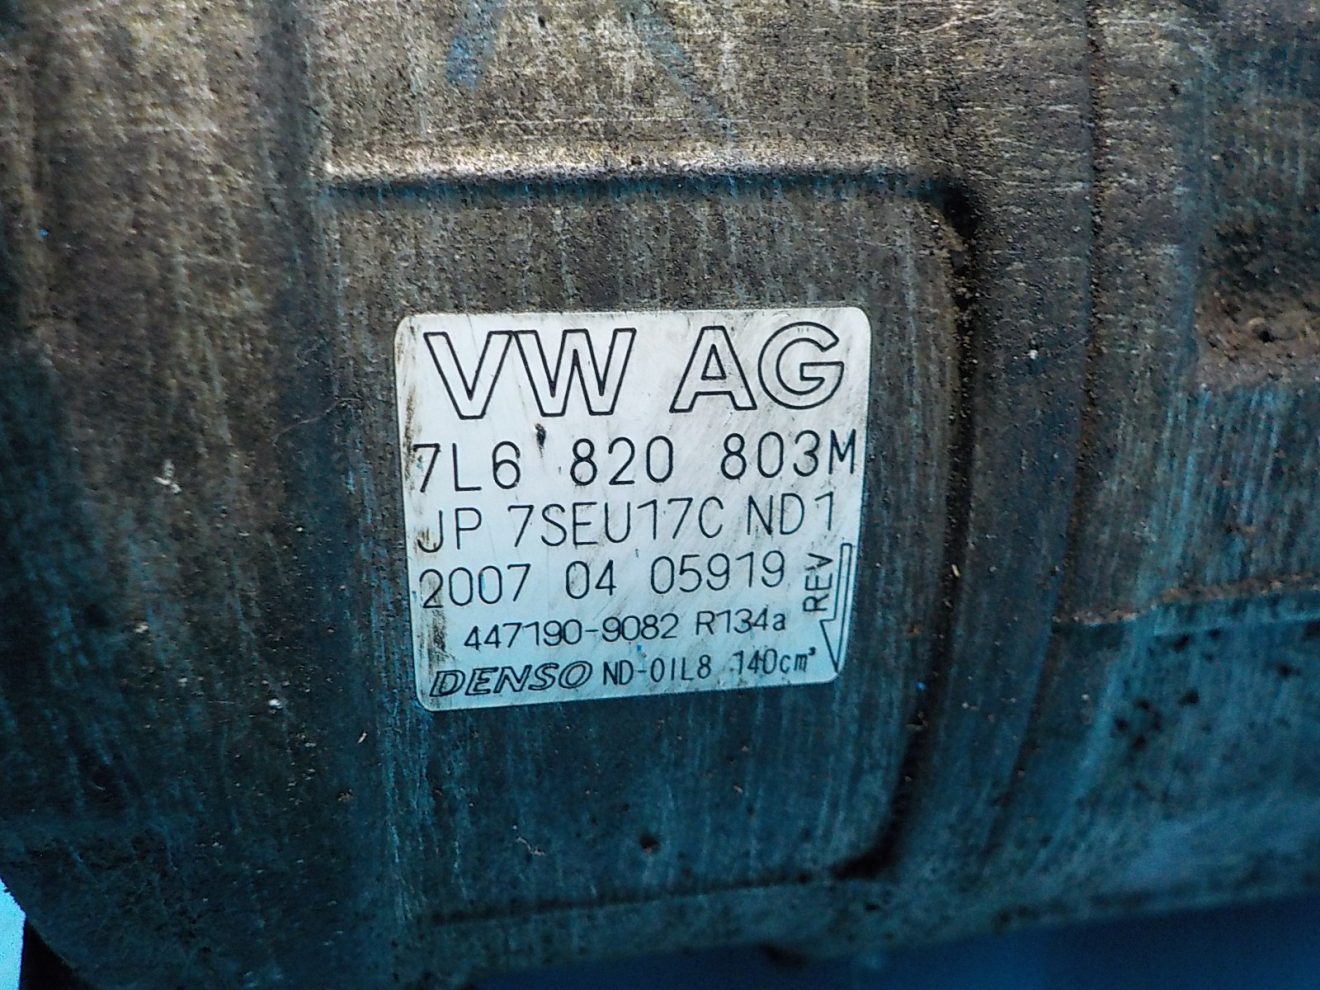 VW AG
7L6 820 803M
JP 7SEU17C ND1
2007 04 05919
REV
447190-9082 R134a
DENSO ND-OIL8 140cm³